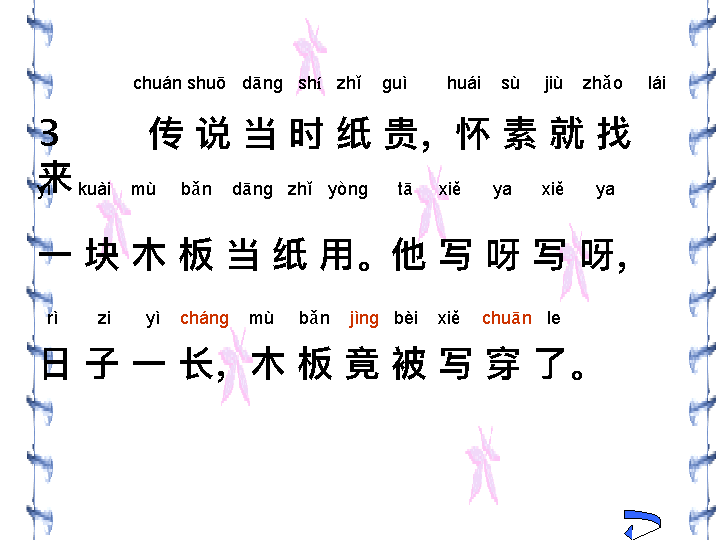 chuán shuō dāng shí zhǐ guì huái sù jiù zhǎo lái
3 传说当时纸贵，怀素就找
来
yí kuài mù bǎn dāng zhǐ yòng tā xiě ya xiě ya
一块木板当纸用。他写呀写呀，
rì zi yì cháng mù bǎn jìng bèi xiě chuān le
日子一长，木板竟被写穿了。